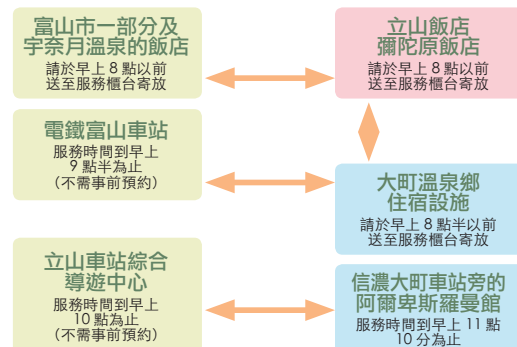 富山市一部分及
宇奈月溫泉的飯店
請於早上 8 點以前
送至服務櫃台寄放
立山飯店
彌陀原飯店
請於早上 8 點以前
送至服務櫃台寄放
電鐵富山車站
服務時間到早上
9 點半為止
（不需事前預約）
大町溫泉鄉
住宿設施
請於早上 8 點半以前
送至服務櫃台寄放
立山車站綜合
導遊中心
服務時間到早上
10 點為止
（不需事前預約）
信濃大町車站旁的
阿爾卑斯羅曼館
服務時間到早上 11 點
10 分為止